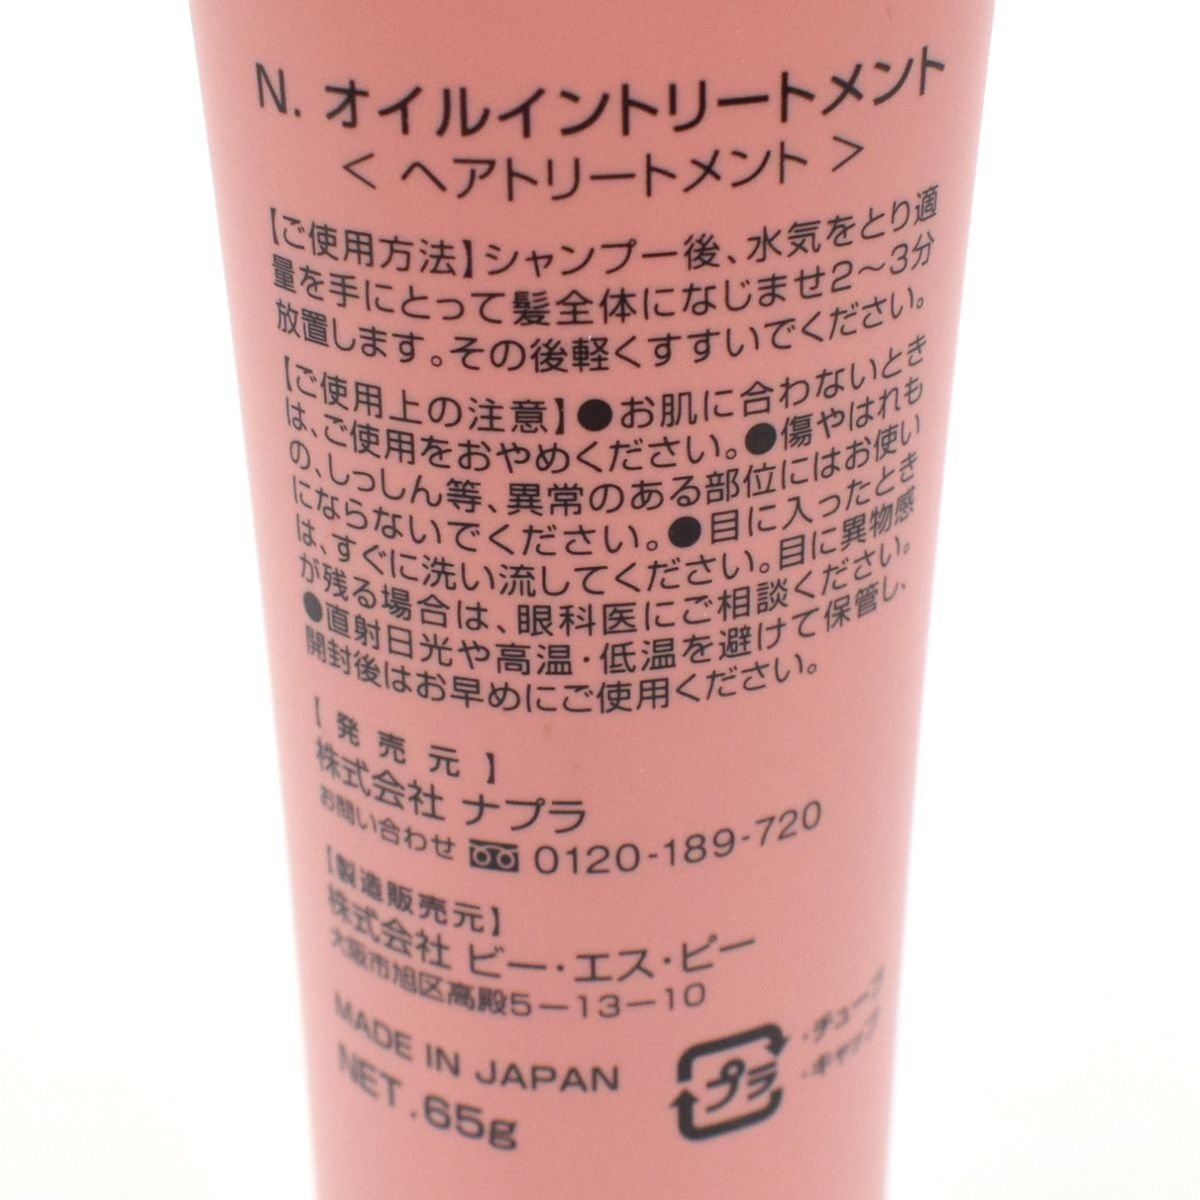 N. オイルイントリートメント
< ヘアトリートメント >
【ご使用方法】シャンプー後、水気をとり適
量を手にとって髪全体になじませ2～3分
放置します。その後軽くすすいでください。
【ご使用上の注意】●お肌に合わないとき
は、ご使用をおやめください。●傷やはれも
の、しっしん等、異常のある部位にはお使い
にならないでください。●目に入ったとき
は、すぐに洗い流してください。目に異物感
が残る場合は、眼科医にご相談ください。
●直射日光や高温・低温を避けて保管し、
開封後はお早めにご使用ください。
【発売元】
株式会社 ナプラ
お問い合わせ 0120-189-720
【製造販売元】
株式会社 ビー・エス・ピー
大阪市旭区高殿5－13－10
MADE IN JAPAN
NET. 65g
プラ
・チューブ
・キャップ